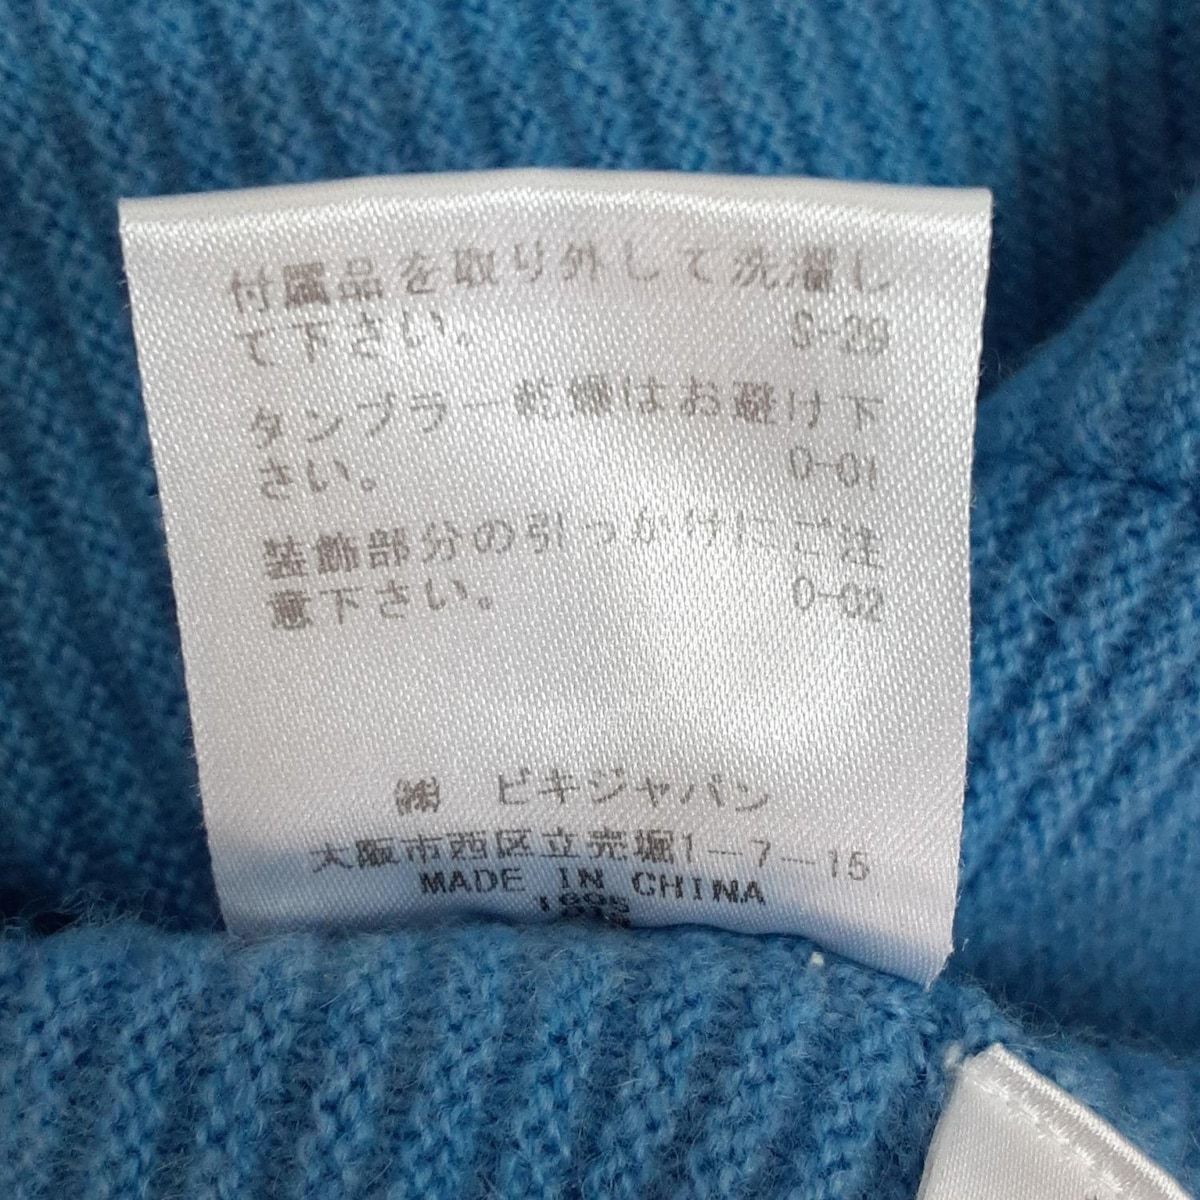 付属品を取り外して洗濯し
て下さい。 S-39
タンブラー乾燥はお避け下
さい。 0-01
装飾部分の引っかけにご注
意下さい。 0-02
㈱ ビキジャパン
大阪市西区立売堀1-7-15
MADE IN CHINA